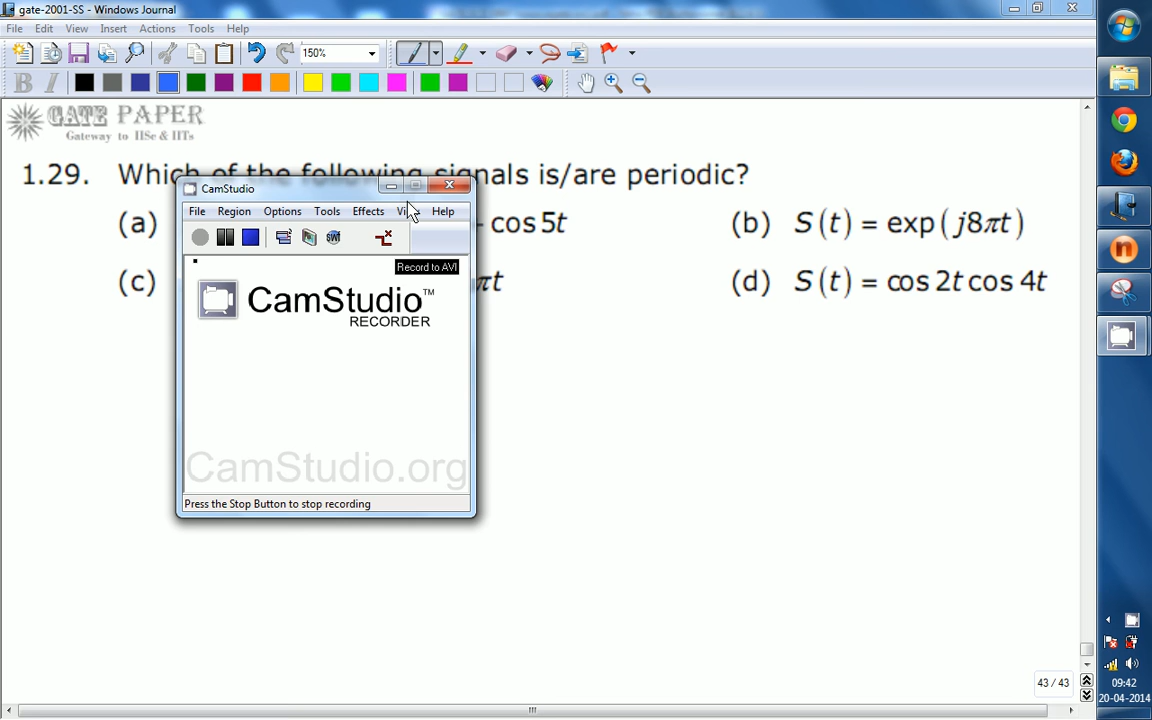 gate-2001-SS - Windows Journal
File Edit View Insert Actions Tools Help
150%
B I
GATE PAPER
Gateway to IISc & IITs
1.29. Which of the following signals is/are periodic?
(a) cos 5t (b) S(t) = exp(j8πt)
(c) πt (d) S(t) = cos 2t cos 4t
CamStudio
File Region Options Tools Effects Help
SWF
Record to AVI
CamStudio™
RECORDER
CamStudio.org
Press the Stop Button to stop recording
43 / 43
09:42
20-04-2014